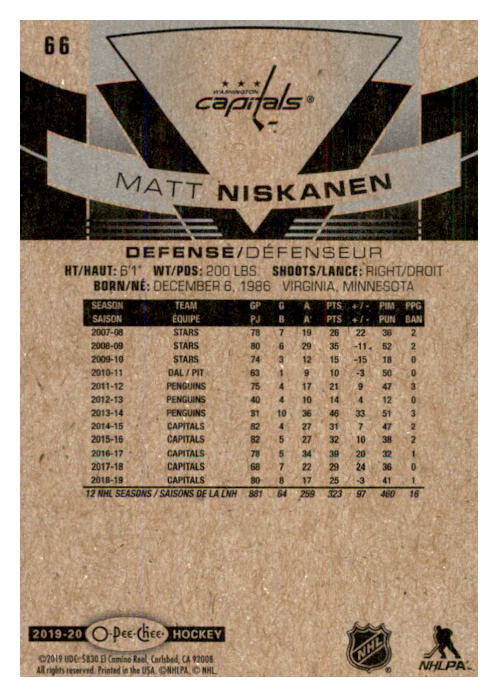 66
WASHINGTON
capitals®
MATT NISKANEN
DEFENSE/DÉFENSEUR
HT/HAUT: 6'1" WT/PDS: 200 LBS. SHOOTS/LANCE: RIGHT/DROIT
BORN/NÉ: DECEMBER 6, 1986 VIRGINIA, MINNESOTA
SEASON TEAM GP G A PTS +/- PIM PPG
SAISON ÉQUIPE PJ B A PTS +/- PUN BAN
2007-08 STARS 78 7 19 26 22 36 2
2008-09 STARS 80 6 29 35 -11 52 2
2009-10 STARS 74 3 12 15 -15 18 0
2010-11 DAL / PIT 63 1 9 10 -3 50 0
2011-12 PENGUINS 75 4 17 21 9 47 3
2012-13 PENGUINS 40 4 10 14 4 12 0
2013-14 PENGUINS 81 10 36 46 33 51 3
2014-15 CAPITALS 82 4 27 31 7 47 2
2015-16 CAPITALS 82 5 27 32 10 38 2
2016-17 CAPITALS 78 5 34 39 20 32 1
2017-18 CAPITALS 68 7 22 29 24 36 0
2018-19 CAPITALS 80 8 17 25 -3 41 1
12 NHL SEASONS / SAISONS DE LA LNH 881 64 259 323 97 460 16
2019-20 O-Pee-Chee HOCKEY
©2019 UDC: 5830 El Camino Real, Carlsbad, CA 92008.
All rights reserved. Printed in the USA. ©NHLPA. © NHL.
NHL
NHLPA